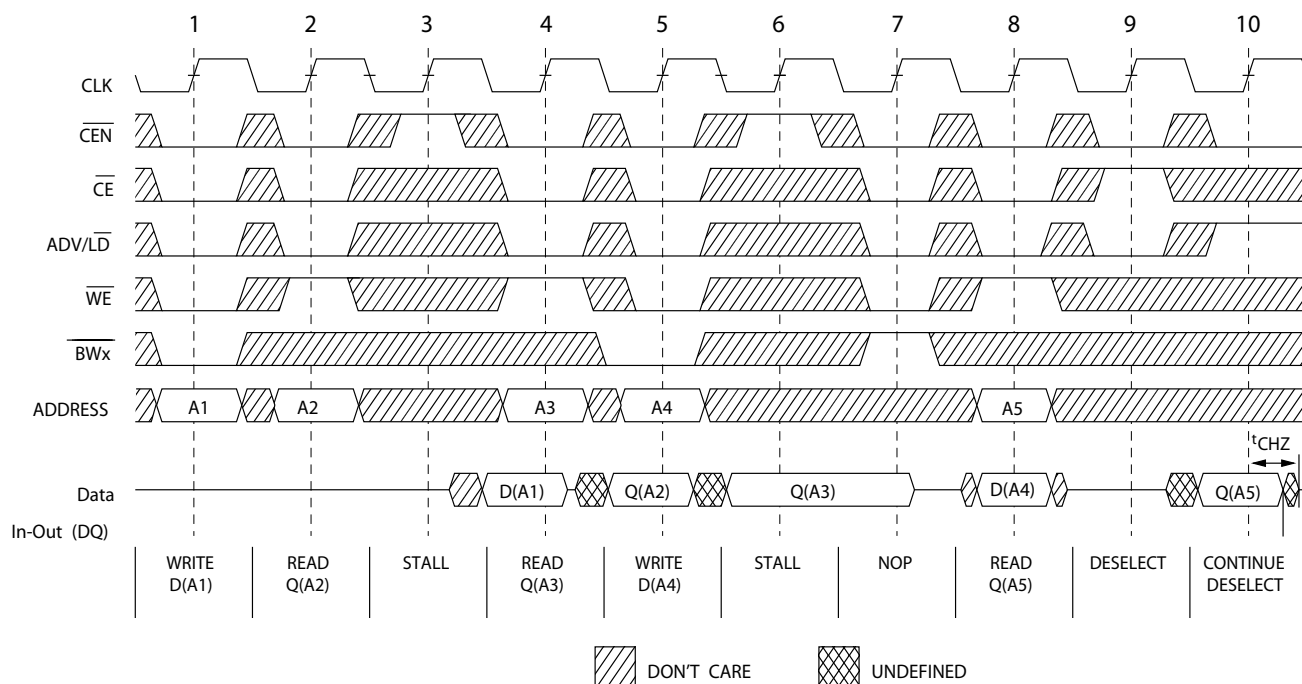 1 2 3 4 5 6 7 8 9 10
CLK
CEN
CE
ADV/LD
WE
BWx
ADDRESS A1 A2 A3 A4 A5
tCHZ
Data D(A1) Q(A2) Q(A3) D(A4) Q(A5)
In-Out (DQ)
WRITE READ STALL READ WRITE STALL NOP READ DESELECT CONTINUE
D(A1) Q(A2) Q(A3) D(A4) Q(A5) DESELECT
DON'T CARE UNDEFINED